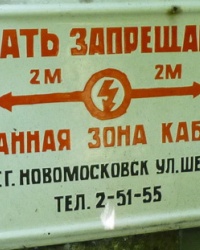 АТЬ ЗАПРЕЩА
2М 2М
АННАЯ ЗОНА КАБ
Г. НОВОМОСКОВСК УЛ. ШЕ
ТЕЛ. 2-51-55